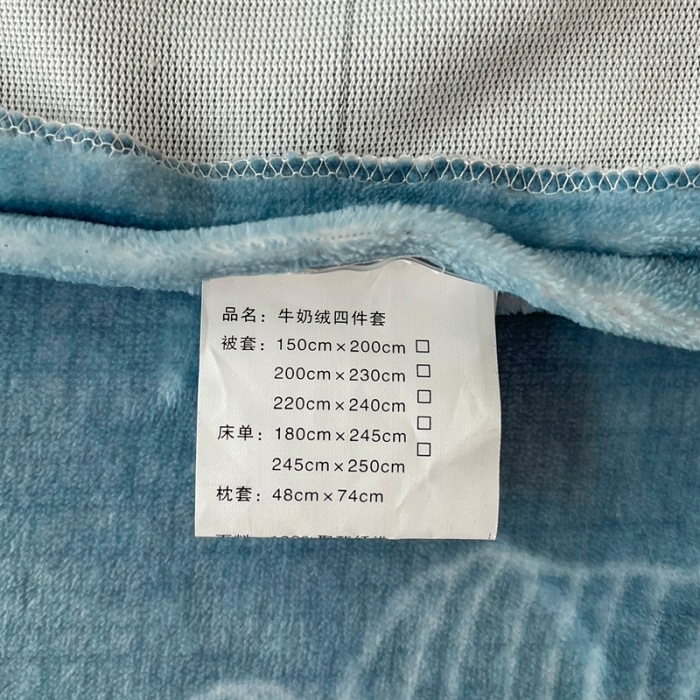 品名：牛奶绒四件套
被套：150cm×200cm □
200cm×230cm □
220cm×240cm □
床单：180cm×245cm □
245cm×250cm □
枕套：48cm×74cm